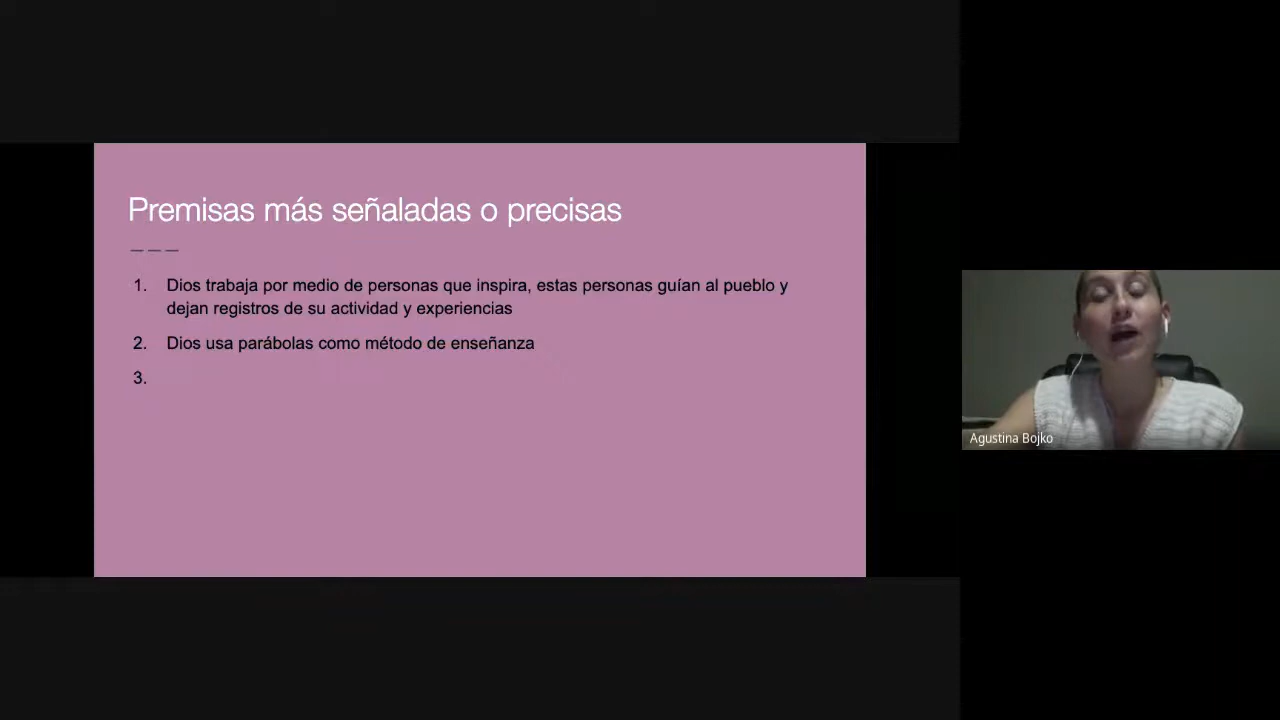 Premisas más señaladas o precisas
1. Dios trabaja por medio de personas que inspira, estas personas guían al pueblo y
dejan registros de su actividad y experiencias
2. Dios usa parábolas como método de enseñanza
3.
Agustina Bojko